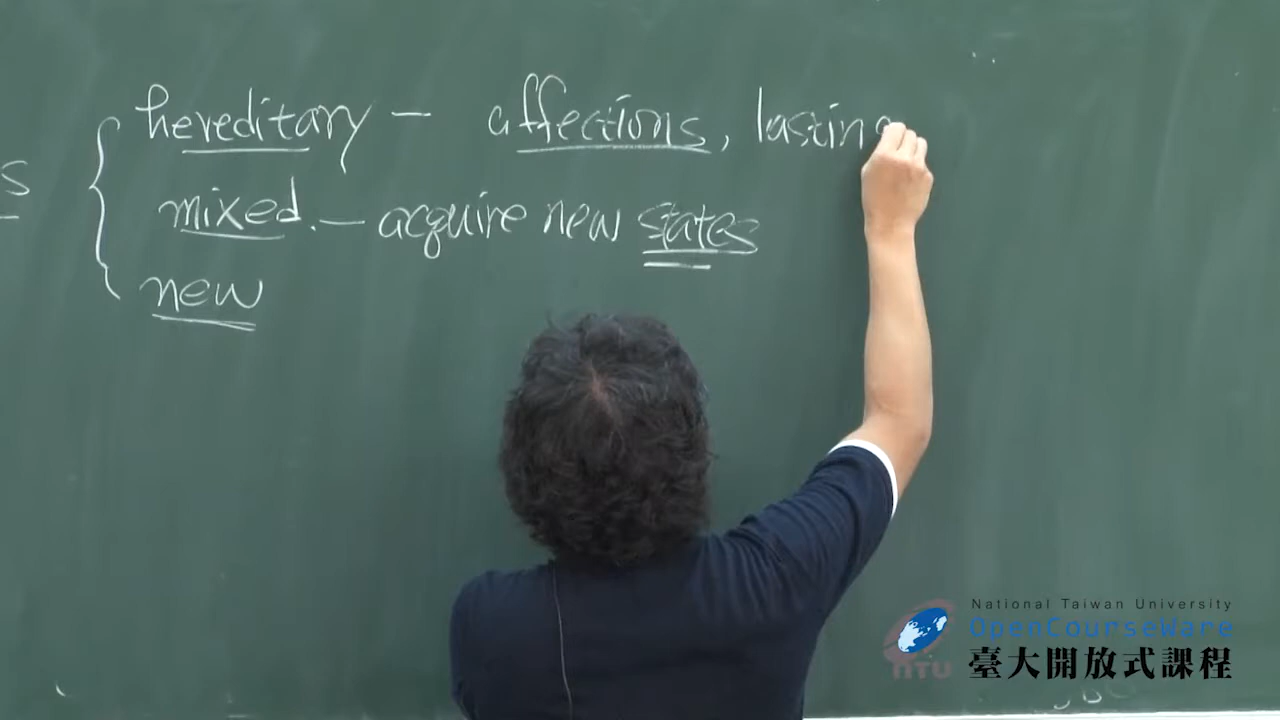 hereditary — affections, lasting
mixed. — acquire new states
new
National Taiwan University
OpenCourseWare
臺大開放式課程
NTU